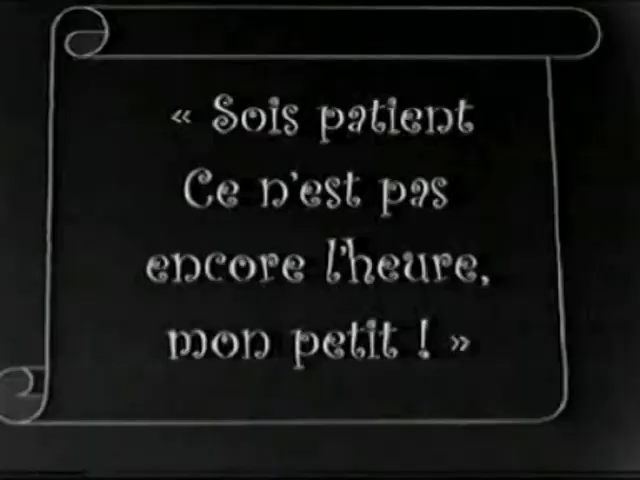 « Sois patient
Ce n'est pas
encore l'heure,
mon petit ! »